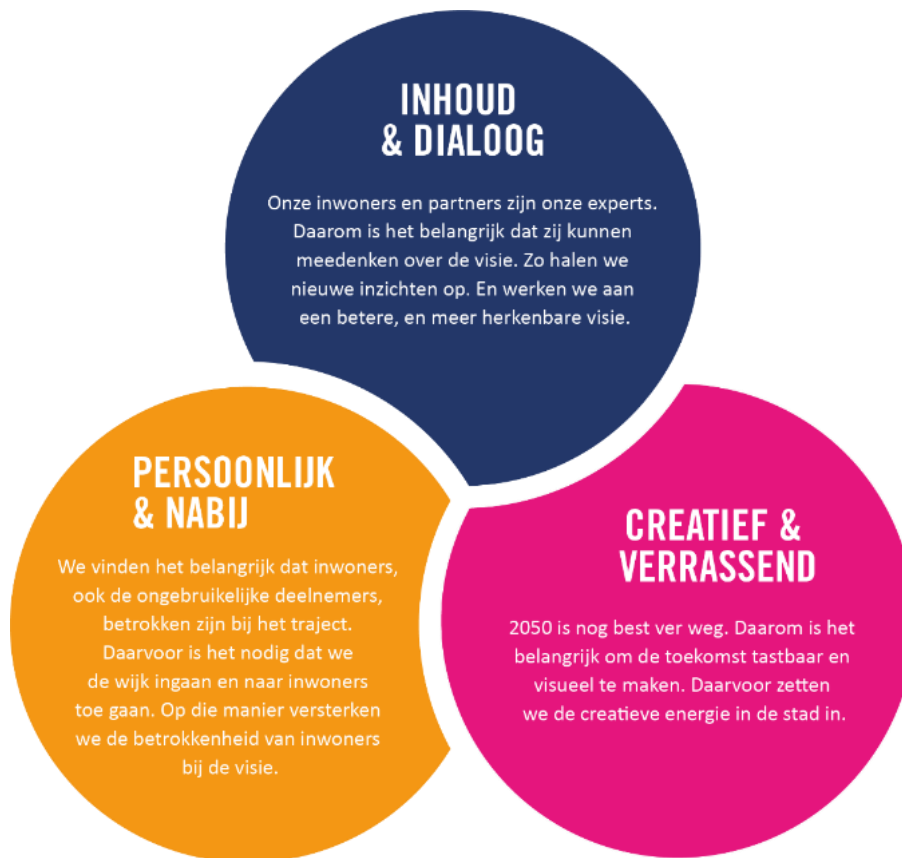 INHOUD
& DIALOOG
Onze inwoners en partners zijn onze experts.
Daarom is het belangrijk dat zij kunnen
meedenken over de visie. Zo halen we
nieuwe inzichten op. En werken we aan
een betere, en meer herkenbare visie.
PERSOONLIJK
& NABIJ
We vinden het belangrijk dat inwoners,
ook de ongebruikelijke deelnemers,
betrokken zijn bij het traject.
Daarvoor is het nodig dat we
de wijk ingaan en naar inwoners
toe gaan. Op die manier versterken
we de betrokkenheid van inwoners
bij de visie.
CREATIEF &
VERRASSEND
2050 is nog best ver weg. Daarom is het
belangrijk om de toekomst tastbaar en
visueel te maken. Daarvoor zetten
we de creatieve energie in de stad in.